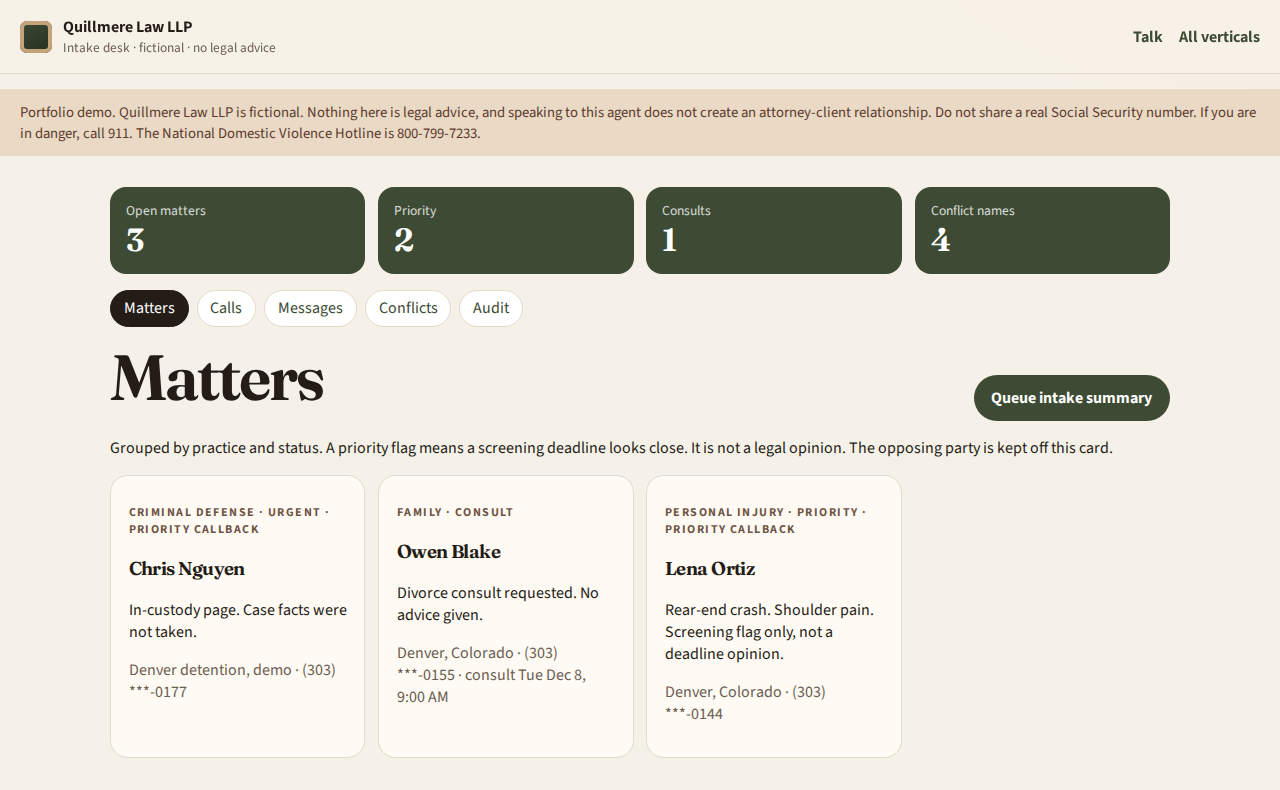 Quillmere Law LLP
Intake desk · fictional · no legal advice
Talk
All verticals
Portfolio demo. Quillmere Law LLP is fictional. Nothing here is legal advice, and speaking to this agent does not create an attorney-client relationship. Do not share a real Social Security number. If you are
in danger, call 911. The National Domestic Violence Hotline is 800-799-7233.
Open matters
3
Priority
2
Consults
1
Conflict names
4
Matters
Calls
Messages
Conflicts
Audit
Matters
Queue intake summary
Grouped by practice and status. A priority flag means a screening deadline looks close. It is not a legal opinion. The opposing party is kept off this card.
CRIMINAL DEFENSE · URGENT ·
PRIORITY CALLBACK
Chris Nguyen
In-custody page. Case facts were
not taken.
Denver detention, demo · (303)
***-0177
FAMILY · CONSULT
Owen Blake
Divorce consult requested. No
advice given.
Denver, Colorado · (303)
***-0155 · consult Tue Dec 8,
9:00 AM
PERSONAL INJURY · PRIORITY ·
PRIORITY CALLBACK
Lena Ortiz
Rear-end crash. Shoulder pain.
Screening flag only, not a
deadline opinion.
Denver, Colorado · (303)
***-0144